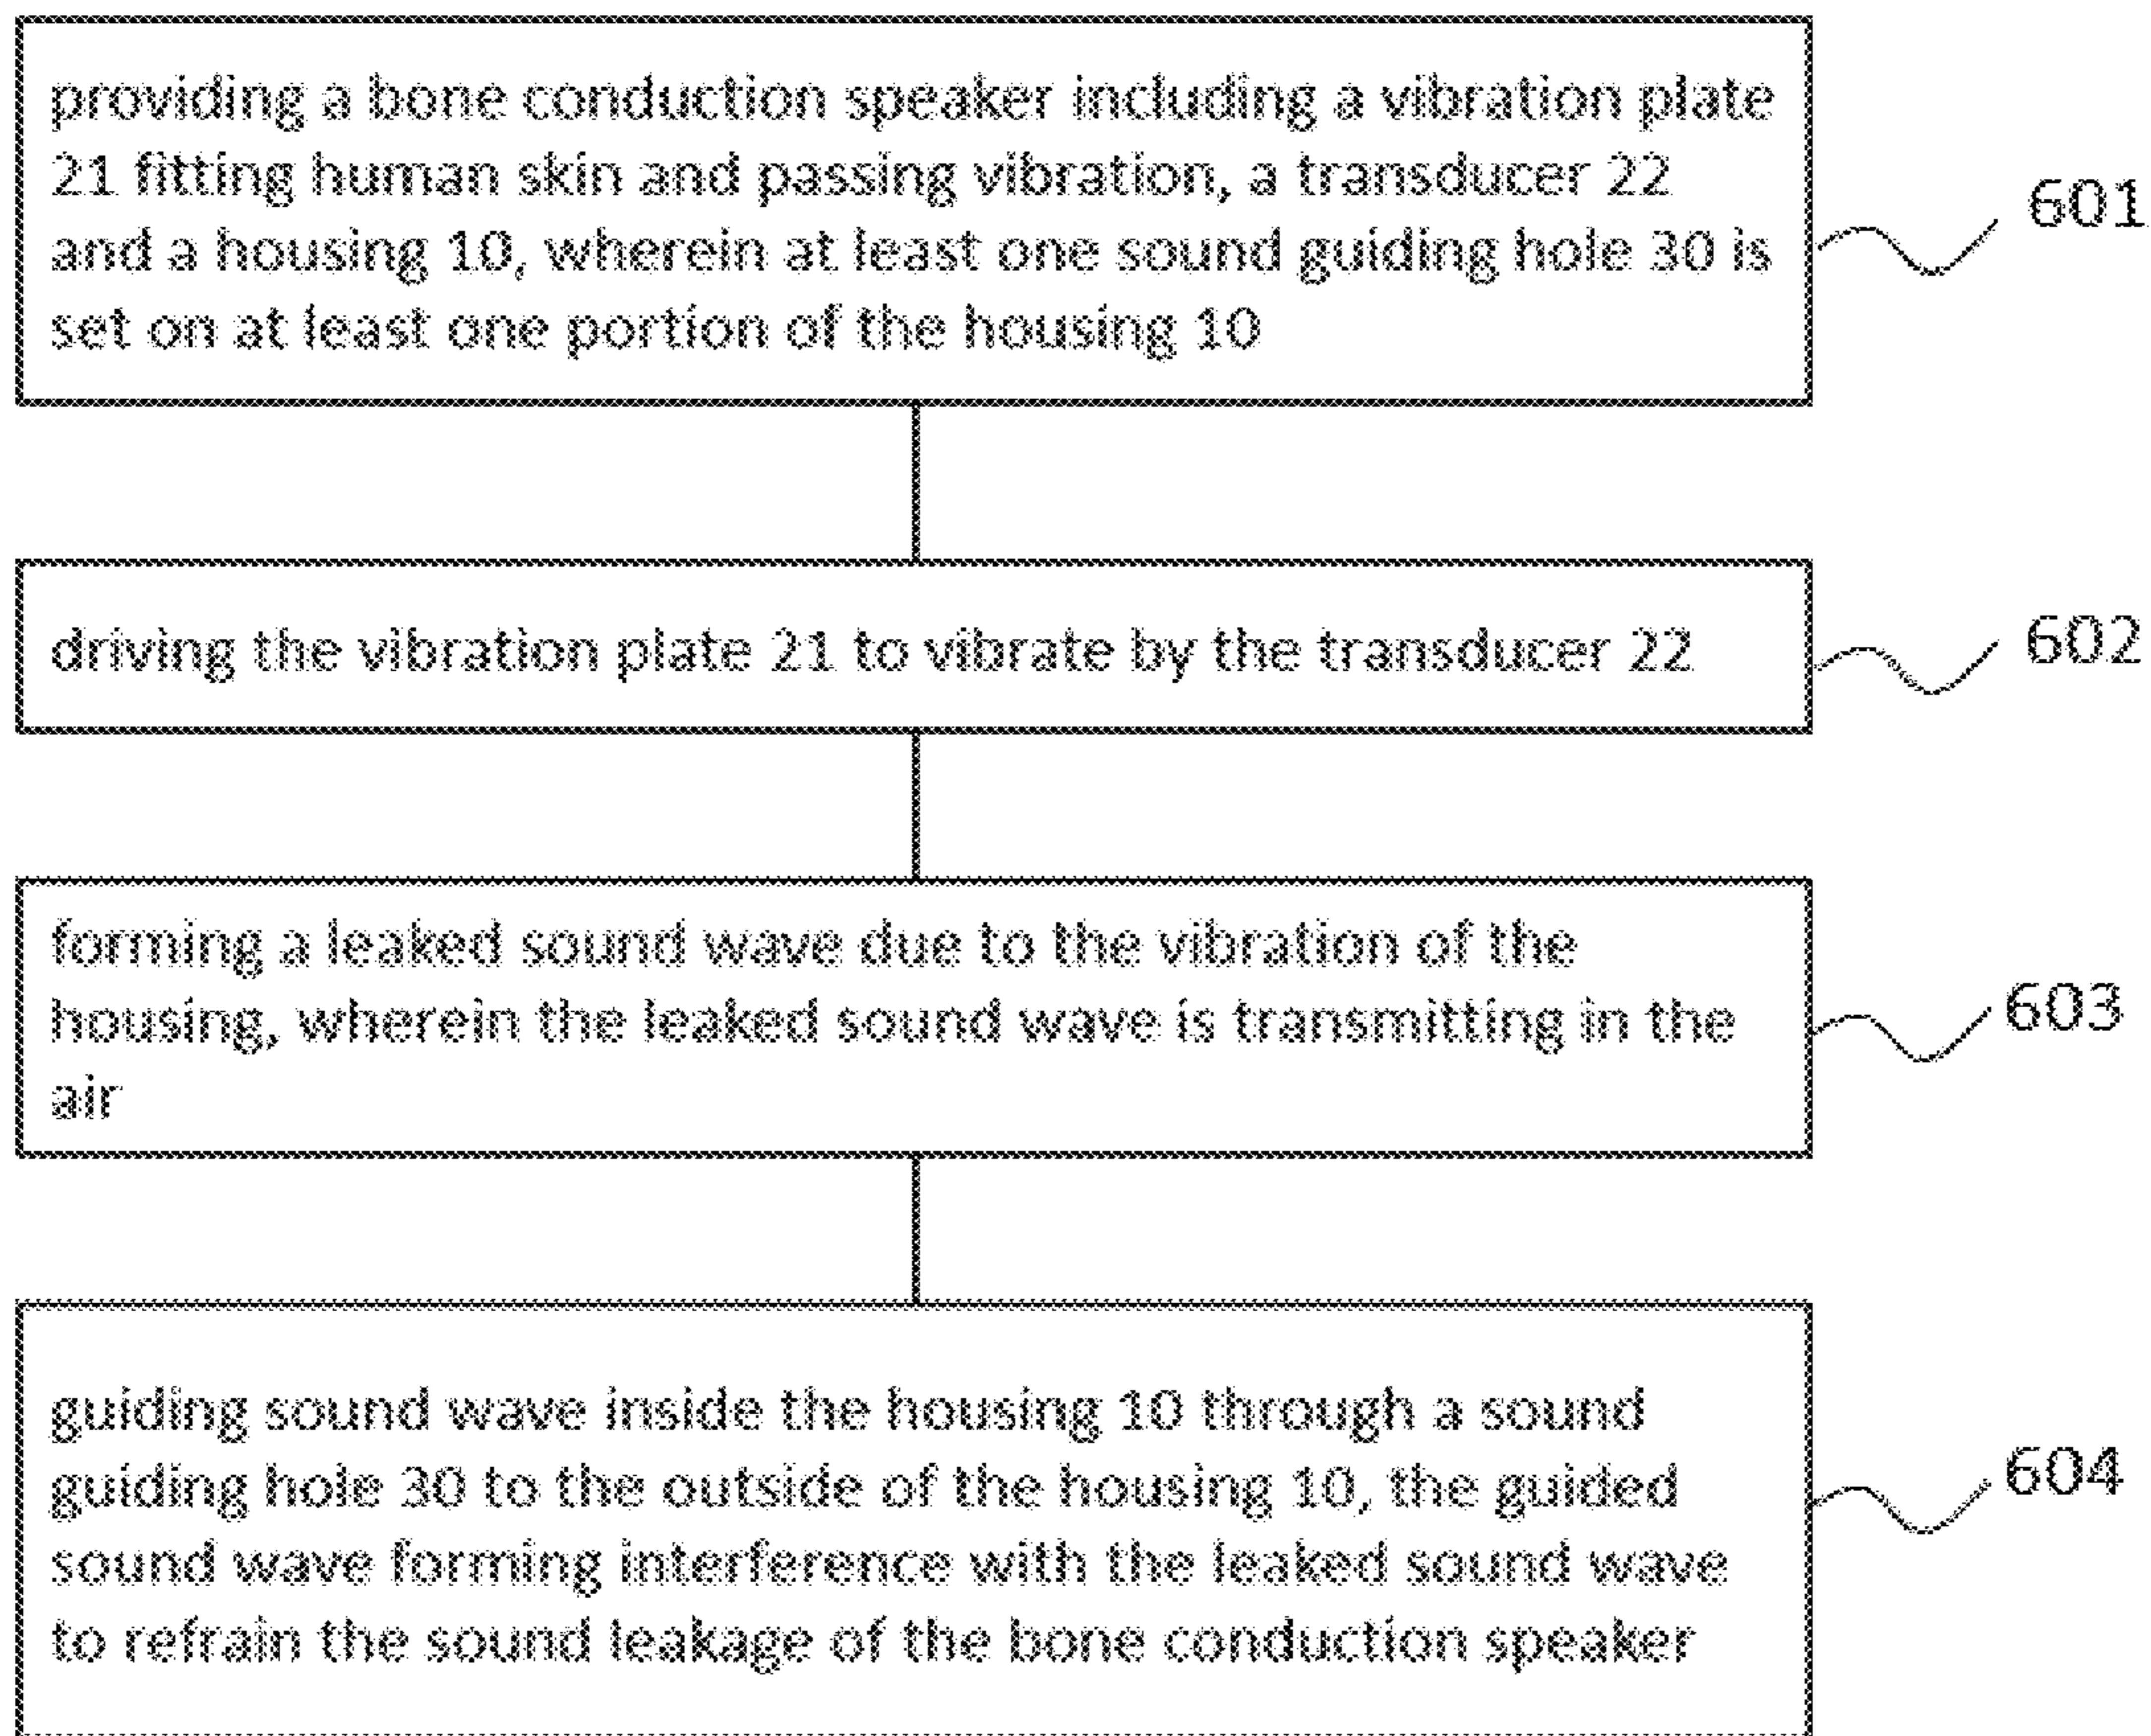 providing a bone conduction speaker including a vibration plate
21 fitting human skin and passing vibration, a transducer 22
and a housing 10, wherein at least one sound guiding hole 30 is
set on at least one portion of the housing 10
601
driving the vibration plate 21 to vibrate by the transducer 22
602
forming a leaked sound wave due to the vibration of the
housing, wherein the leaked sound wave is transmitting in the
air
603
guiding sound wave inside the housing 10 through a sound
guiding hole 30 to the outside of the housing 10, the guided
sound wave forming interference with the leaked sound wave
to refrain the sound leakage of the bone conduction speaker
604